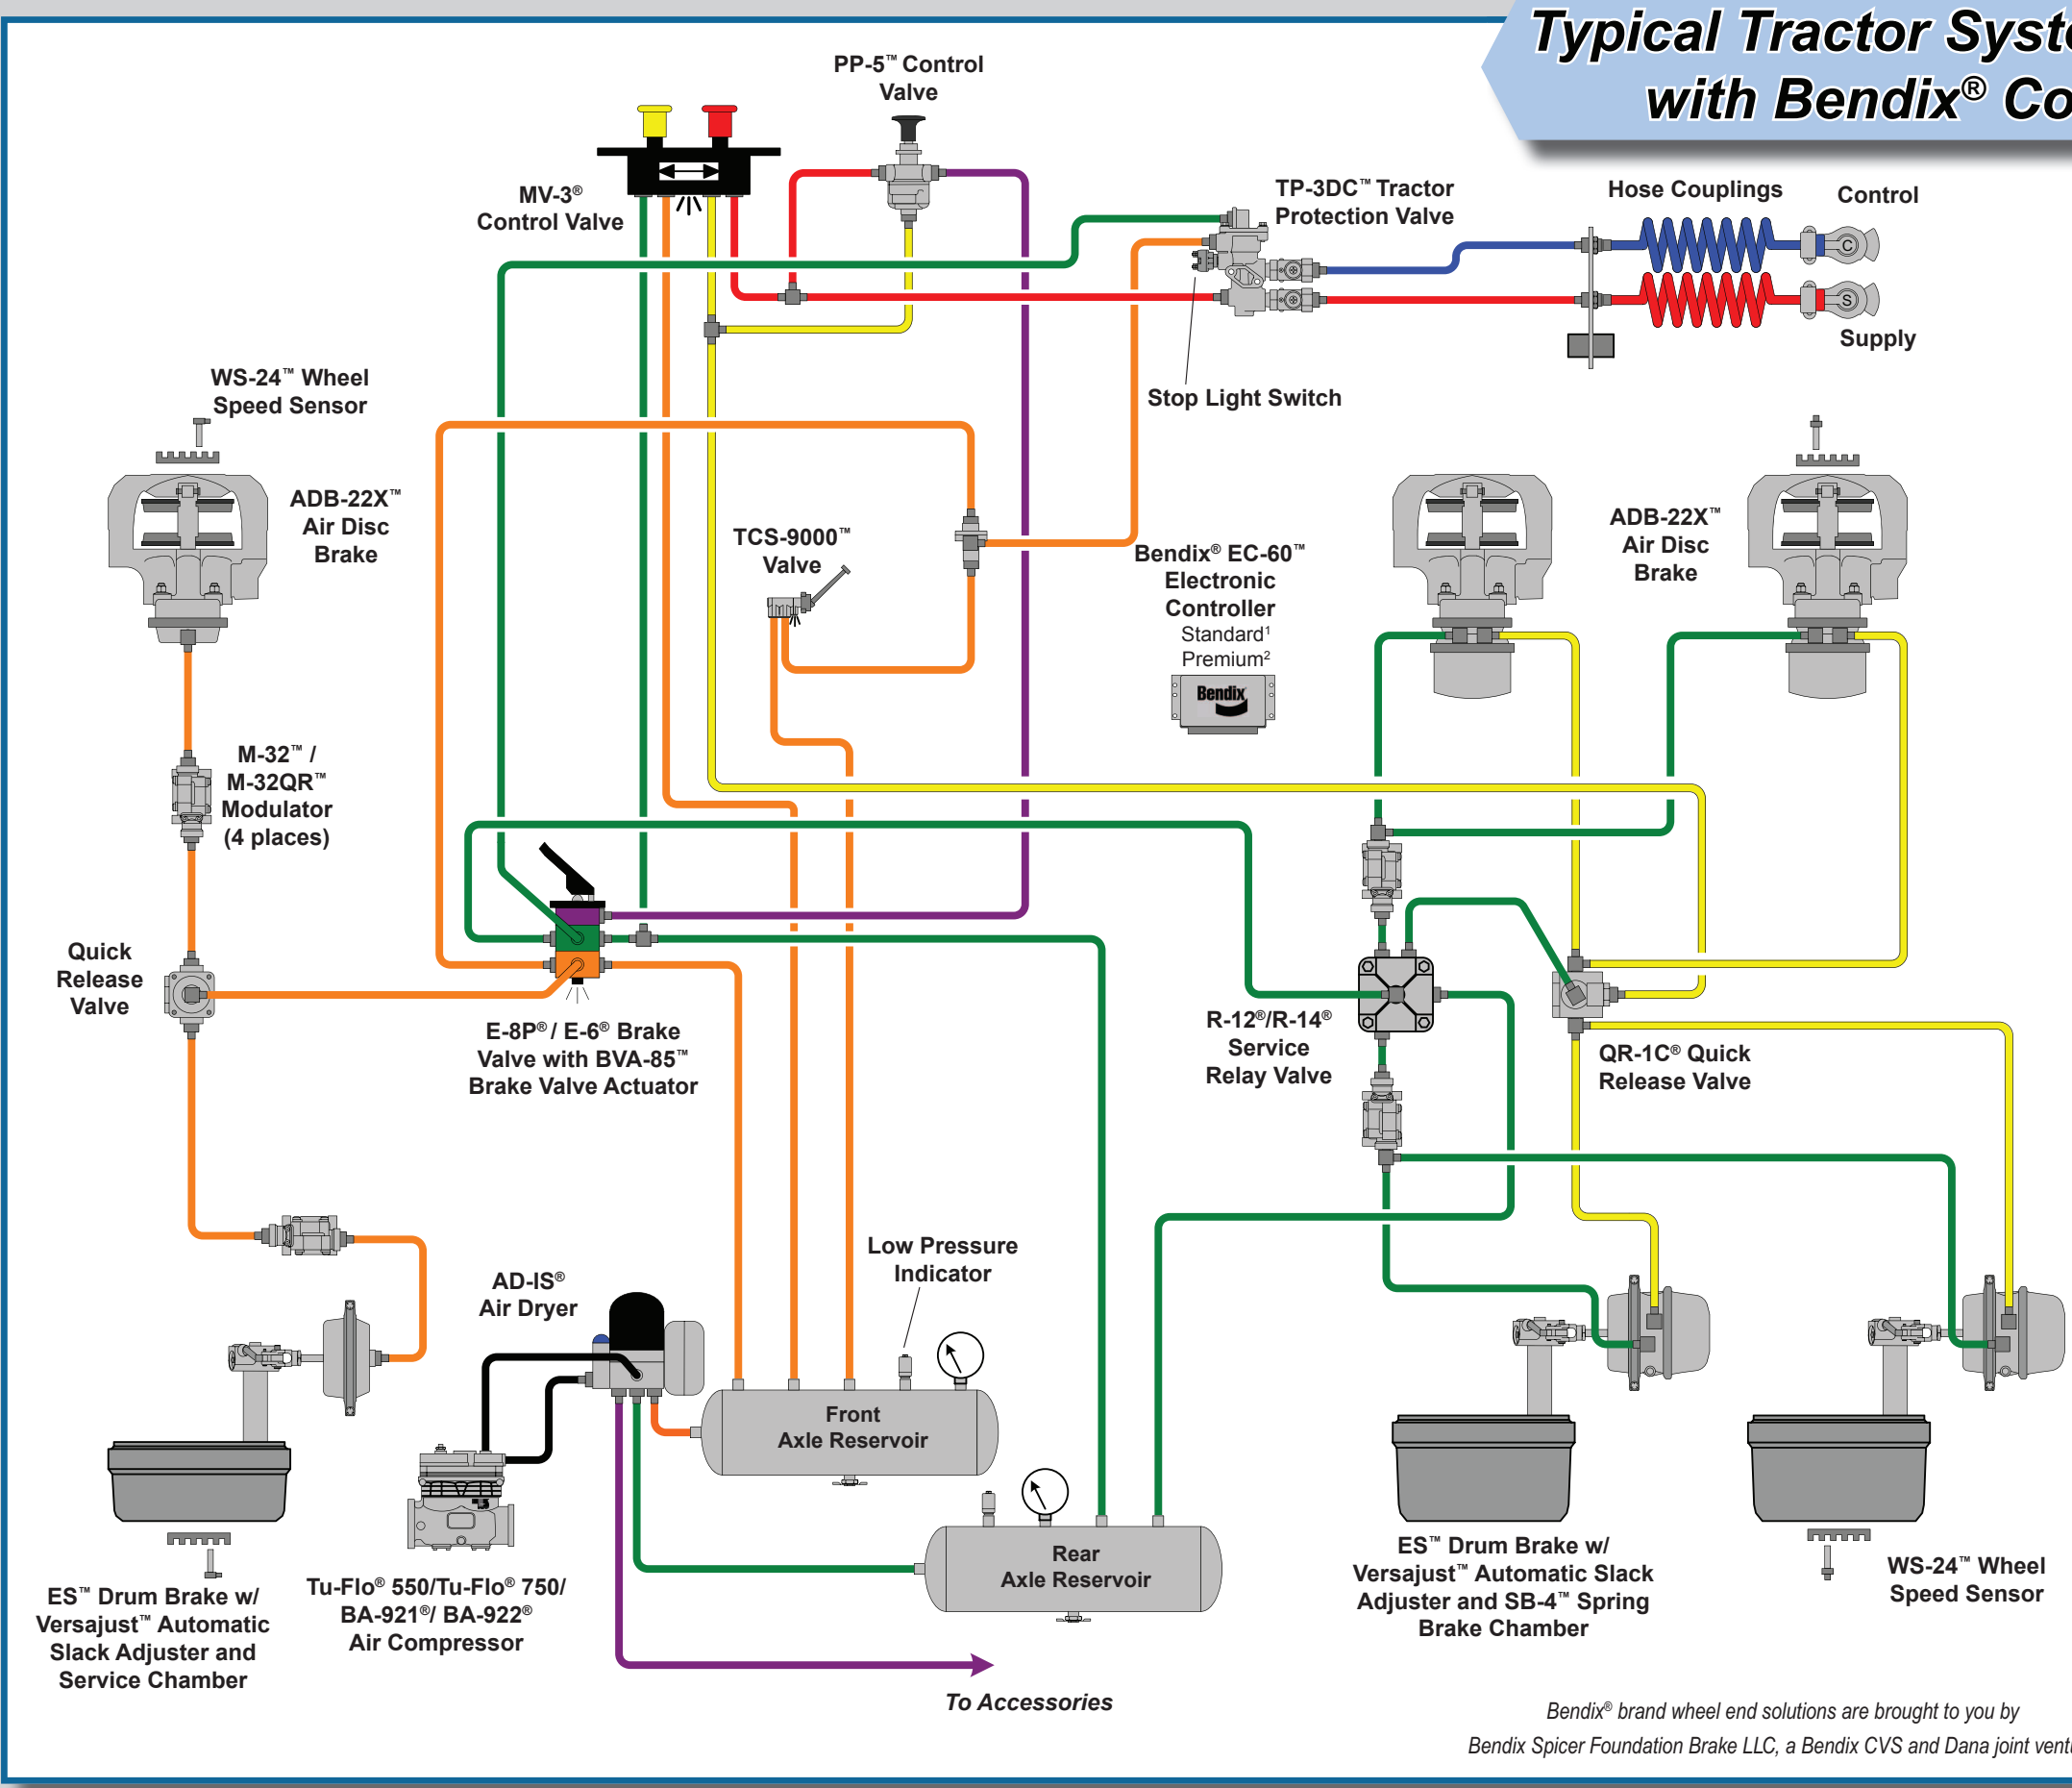 Typical Tractor Syste
with Bendix® Co
PP-5™ Control
Valve
MV-3®
Control Valve
TP-3DC™ Tractor
Protection Valve
Hose Couplings
Control
C
S
Supply
Stop Light Switch
WS-24™ Wheel
Speed Sensor
ADB-22X™
Air Disc
Brake
TCS-9000™
Valve
Bendix® EC-60™
Electronic
Controller
Standard¹
Premium²
Bendix
ADB-22X™
Air Disc
Brake
M-32™ /
M-32QR™
Modulator
(4 places)
Quick
Release
Valve
E-8P® / E-6® Brake
Valve with BVA-85™
Brake Valve Actuator
R-12®/R-14®
Service
Relay Valve
QR-1C® Quick
Release Valve
Low Pressure
Indicator
AD-IS®
Air Dryer
Front
Axle Reservoir
Rear
Axle Reservoir
ES™ Drum Brake w/
Versajust™ Automatic
Slack Adjuster and
Service Chamber
Tu-Flo® 550/Tu-Flo® 750/
BA-921®/ BA-922®
Air Compressor
To Accessories
ES™ Drum Brake w/
Versajust™ Automatic Slack
Adjuster and SB-4™ Spring
Brake Chamber
WS-24™ Wheel
Speed Sensor
Bendix® brand wheel end solutions are brought to you by
Bendix Spicer Foundation Brake LLC, a Bendix CVS and Dana joint ventu